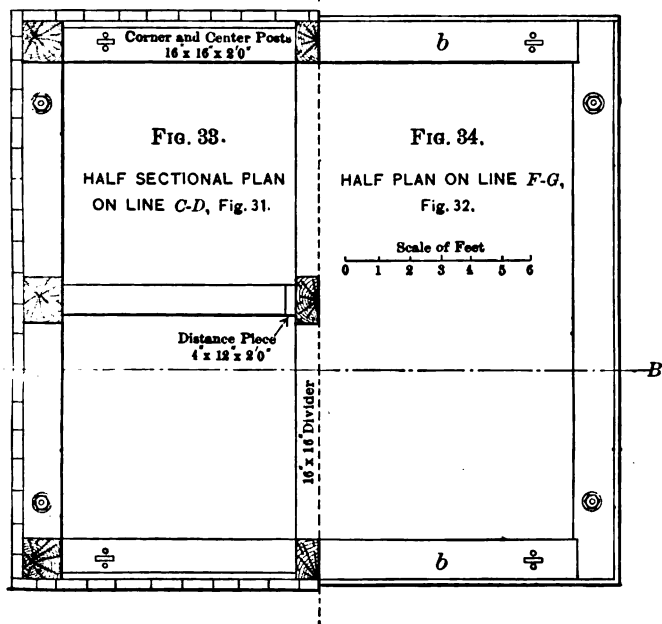 Corner and Center Posts
16"x 16"x 2'0"
b
FIG. 33.
HALF SECTIONAL PLAN
ON LINE C-D, Fig. 31.
FIG. 34.
HALF PLAN ON LINE F-G,
Fig. 32.
Scale of Feet
0 1 2 3 4 5 6
Distance Piece
4"x 12"x 2'0"
B
16"x 16"Divider
b